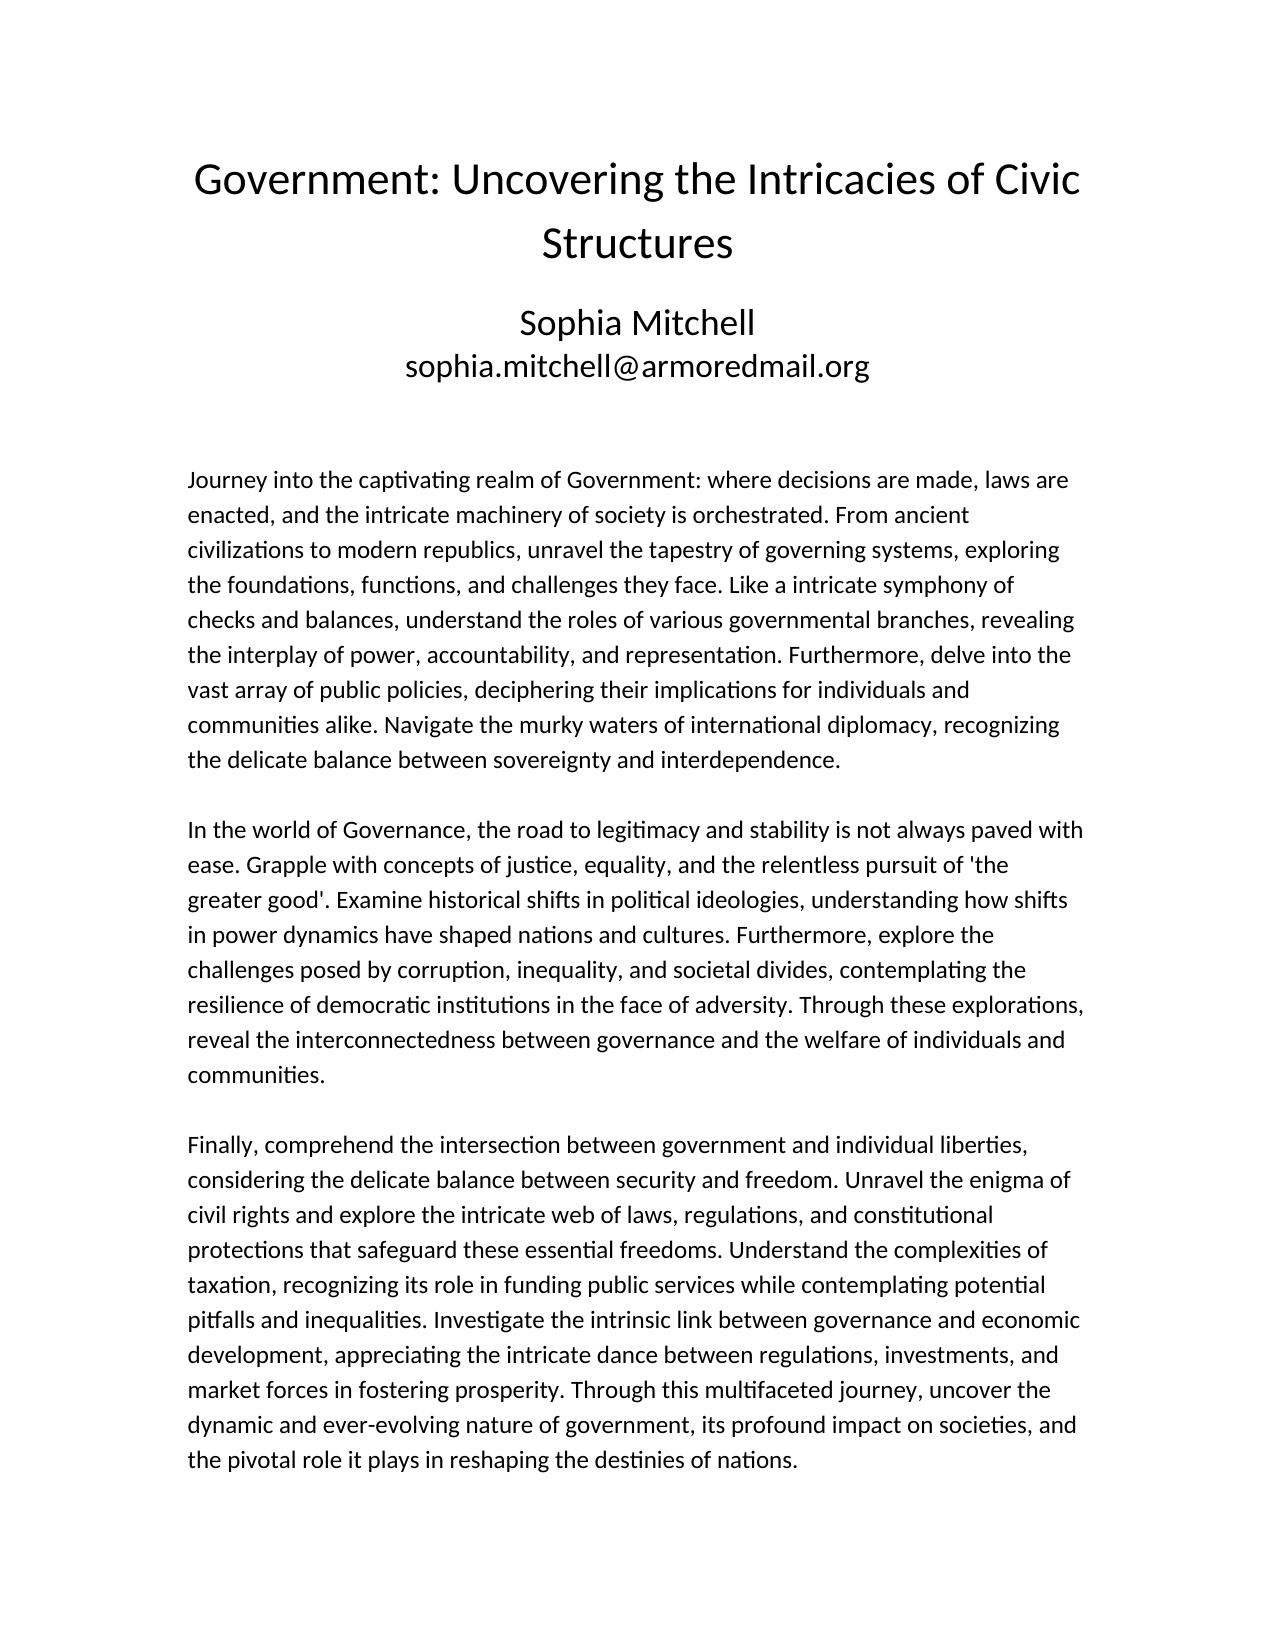 Government: Uncovering the Intricacies of Civic
Structures
Sophia Mitchell
sophia.mitchell@armoredmail.org
Journey into the captivating realm of Government: where decisions are made, laws are
enacted, and the intricate machinery of society is orchestrated. From ancient
civilizations to modern republics, unravel the tapestry of governing systems, exploring
the foundations, functions, and challenges they face. Like a intricate symphony of
checks and balances, understand the roles of various governmental branches, revealing
the interplay of power, accountability, and representation. Furthermore, delve into the
vast array of public policies, deciphering their implications for individuals and
communities alike. Navigate the murky waters of international diplomacy, recognizing
the delicate balance between sovereignty and interdependence.
In the world of Governance, the road to legitimacy and stability is not always paved with
ease. Grapple with concepts of justice, equality, and the relentless pursuit of 'the
greater good'. Examine historical shifts in political ideologies, understanding how shifts
in power dynamics have shaped nations and cultures. Furthermore, explore the
challenges posed by corruption, inequality, and societal divides, contemplating the
resilience of democratic institutions in the face of adversity. Through these explorations,
reveal the interconnectedness between governance and the welfare of individuals and
communities.
Finally, comprehend the intersection between government and individual liberties,
considering the delicate balance between security and freedom. Unravel the enigma of
civil rights and explore the intricate web of laws, regulations, and constitutional
protections that safeguard these essential freedoms. Understand the complexities of
taxation, recognizing its role in funding public services while contemplating potential
pitfalls and inequalities. Investigate the intrinsic link between governance and economic
development, appreciating the intricate dance between regulations, investments, and
market forces in fostering prosperity. Through this multifaceted journey, uncover the
dynamic and ever-evolving nature of government, its profound impact on societies, and
the pivotal role it plays in reshaping the destinies of nations.